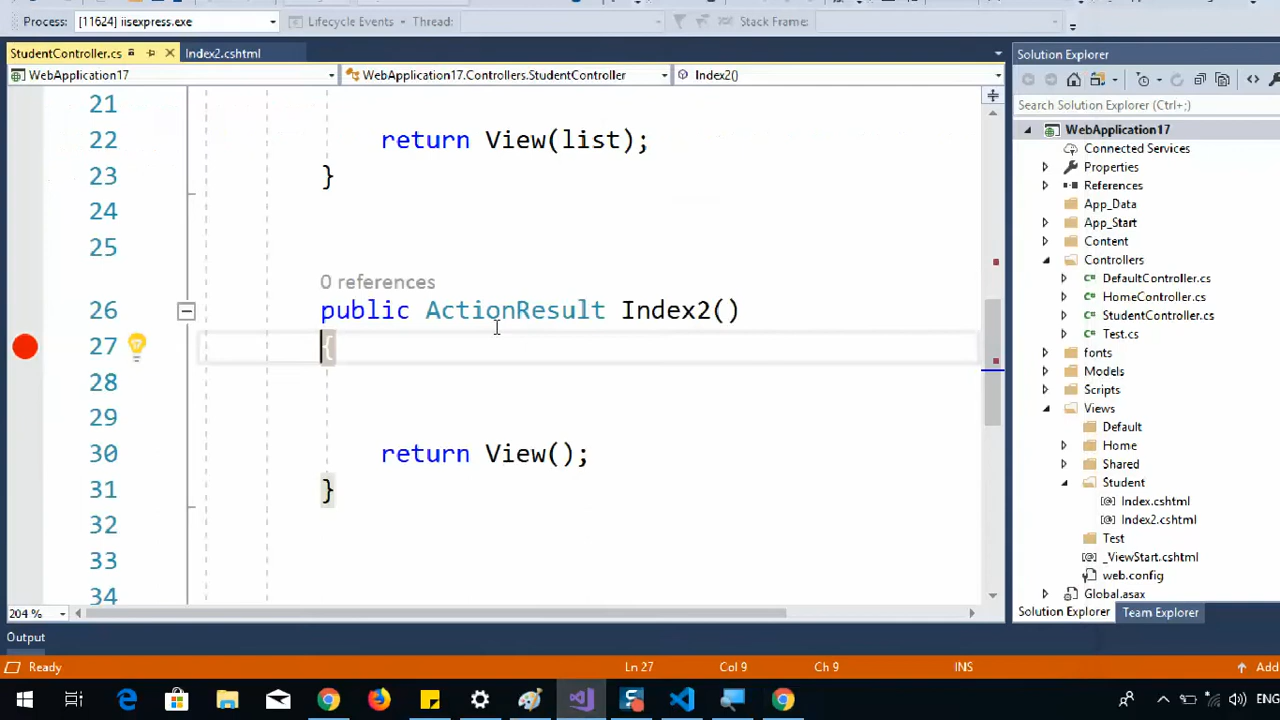 Process: [11624] iisexpress.exe Lifecycle Events Thread: Stack Frame:
StudentController.cs Index2.cshtml
WebApplication17 WebApplication17.Controllers.StudentController Index2()
21
22 return View(list);
23 }
24
25
0 references
26 public ActionResult Index2()
27 {
28
29
30 return View();
31 }
32
33
34
204 %
Solution Explorer
Search Solution Explorer (Ctrl+;)
WebApplication17
Connected Services
Properties
References
App_Data
App_Start
Content
Controllers
C# DefaultController.cs
C# HomeController.cs
C# StudentController.cs
C# Test.cs
fonts
Models
Scripts
Views
Default
Home
Shared
Student
[@] Index.cshtml
[@] Index2.cshtml
Test
[@] _ViewStart.cshtml
web.config
Global.asax
Solution Explorer Team Explorer
Output
Ready Ln 27 Col 9 Ch 9 INS Add
ENG